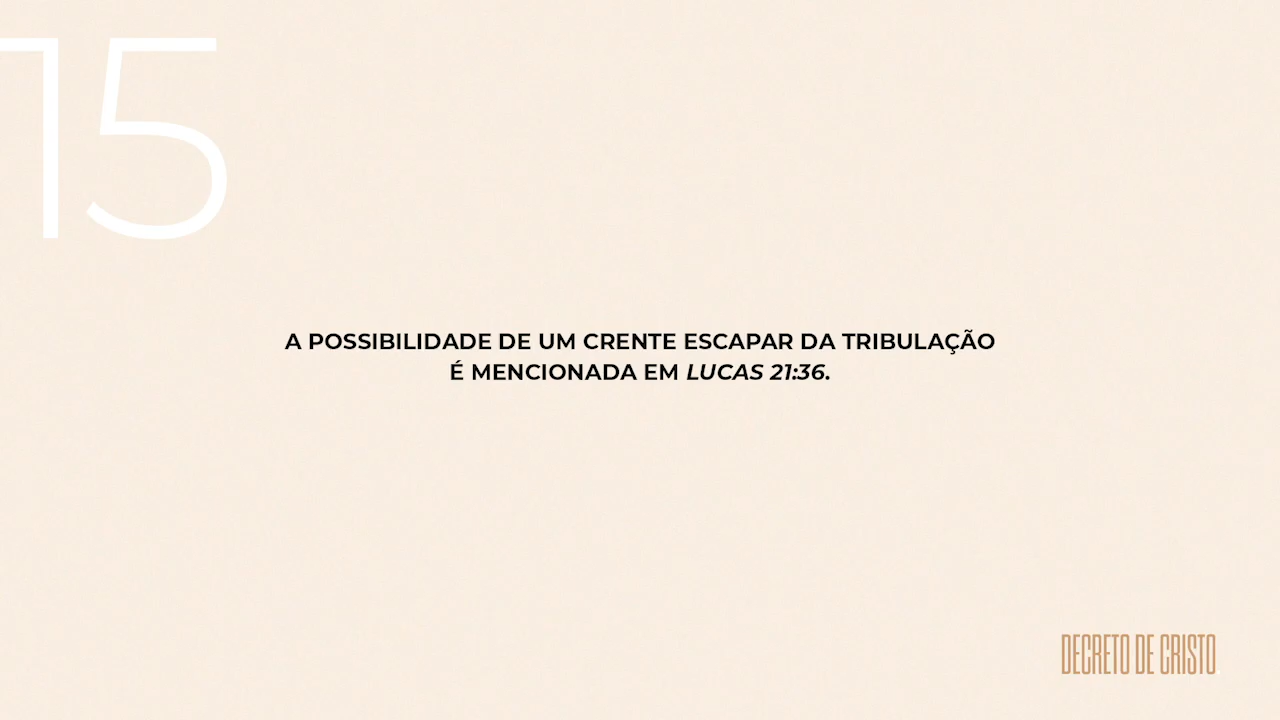 15
A POSSIBILIDADE DE UM CRENTE ESCAPAR DA TRIBULAÇÃO
É MENCIONADA EM LUCAS 21:36.
DECRETO DE CRISTO